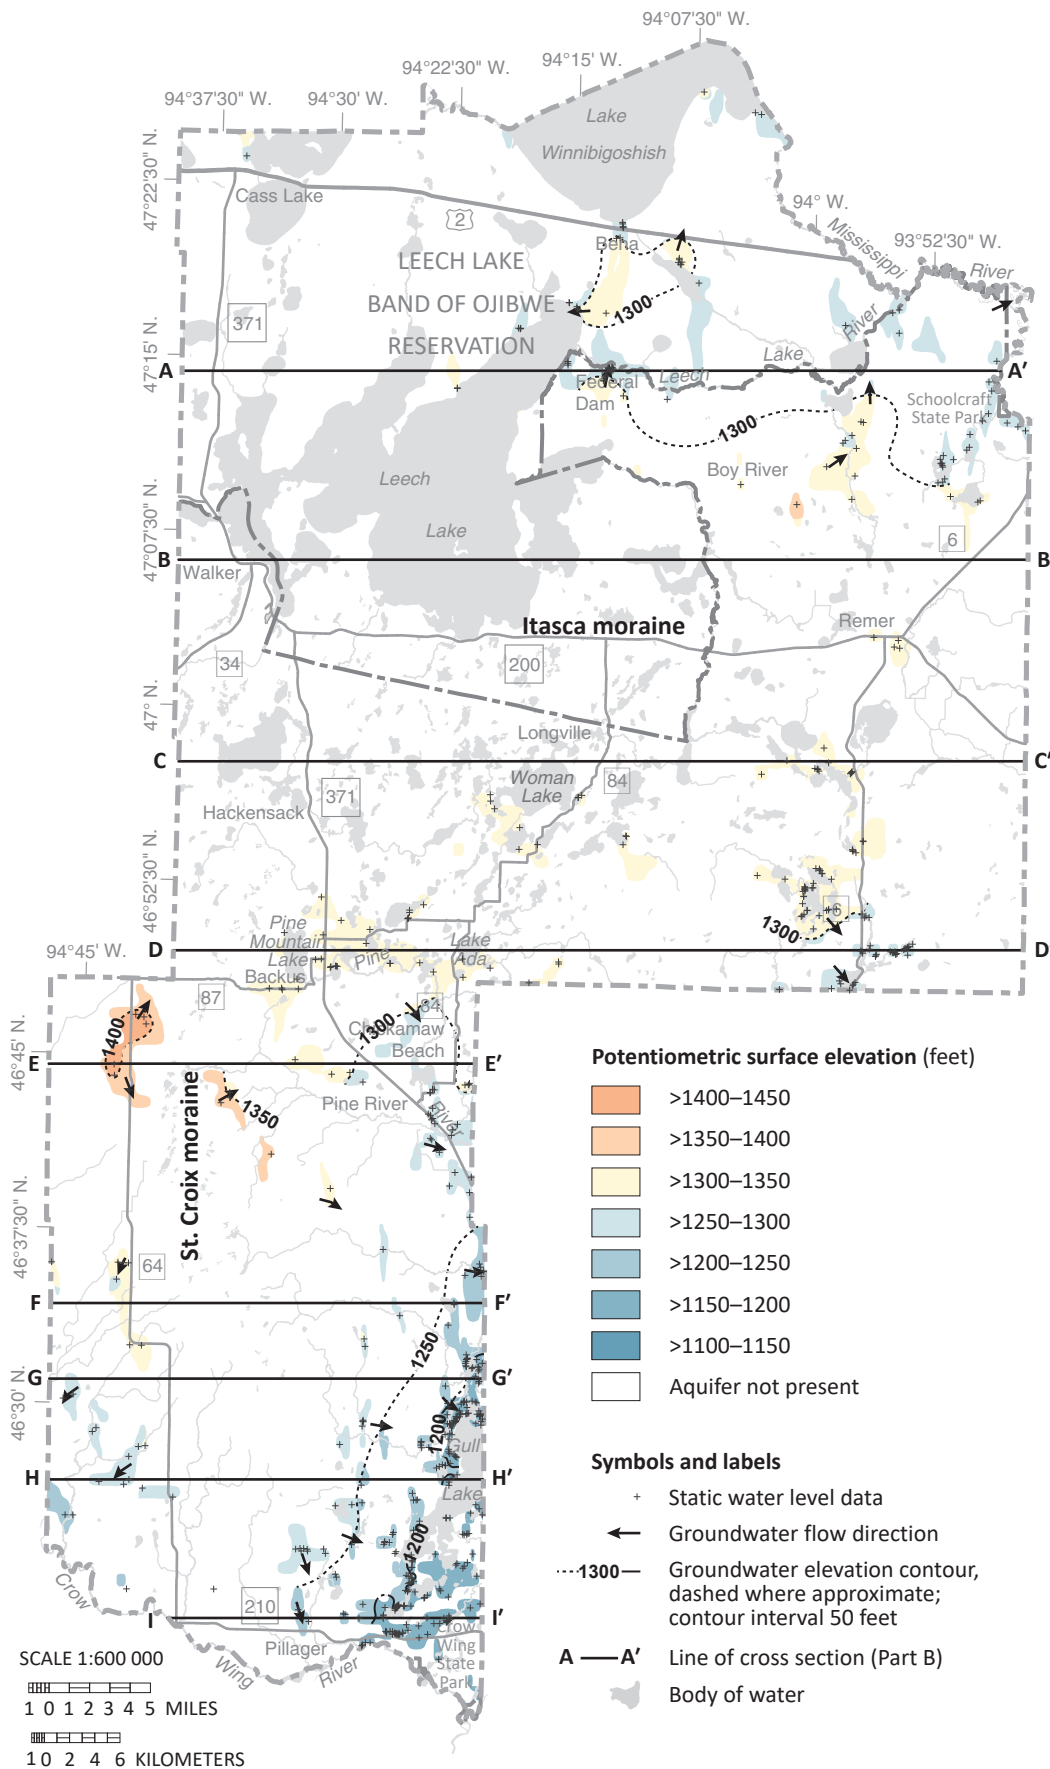 94°07'30" W.
94°15' W.
94°22'30" W.
94°37'30" W.
94°30' W.
Lake
Winnibigoshish
47°22'30" N.
Cass Lake
2
94° W.
Mississippi
93°52'30" W.
River
Bena
LEECH LAKE
BAND OF OJIBWE
RESERVATION
1300
371
River
47°15' N.
A
A'
Lake
Leech
Federal
Dam
Schoolcraft
State Park
1300
Boy River
Leech
Lake
6
47°07'30" N.
B
B'
Walker
Itasca moraine
Remer
34
200
47° N.
Longville
C
C'
Woman
Lake
84
371
Hackensack
46°52'30" N.
6
1300
Pine
Mountain
Lake
Pine
Lake
Ada
94°45' W.
D
D'
Backus
87
84
1300
1400
Chickamaw
Beach
46°45' N.
E
E'
1350
Pine River
River
St. Croix moraine
46°37'30" N.
64
F
F'
1250
G
G'
46°30' N.
1200
Gull
Lake
H
H'
1200
Crow
Wing
River
210
I
I'
Pillager
Crow
Wing
State
Park
SCALE 1:600 000
1 0 1 2 3 4 5 MILES
1 0 2 4 6 KILOMETERS
Potentiometric surface elevation (feet)
>1400–1450
>1350–1400
>1300–1350
>1250–1300
>1200–1250
>1150–1200
>1100–1150
Aquifer not present
Symbols and labels
Static water level data
Groundwater flow direction
1300 Groundwater elevation contour,
dashed where approximate;
contour interval 50 feet
A A' Line of cross section (Part B)
Body of water